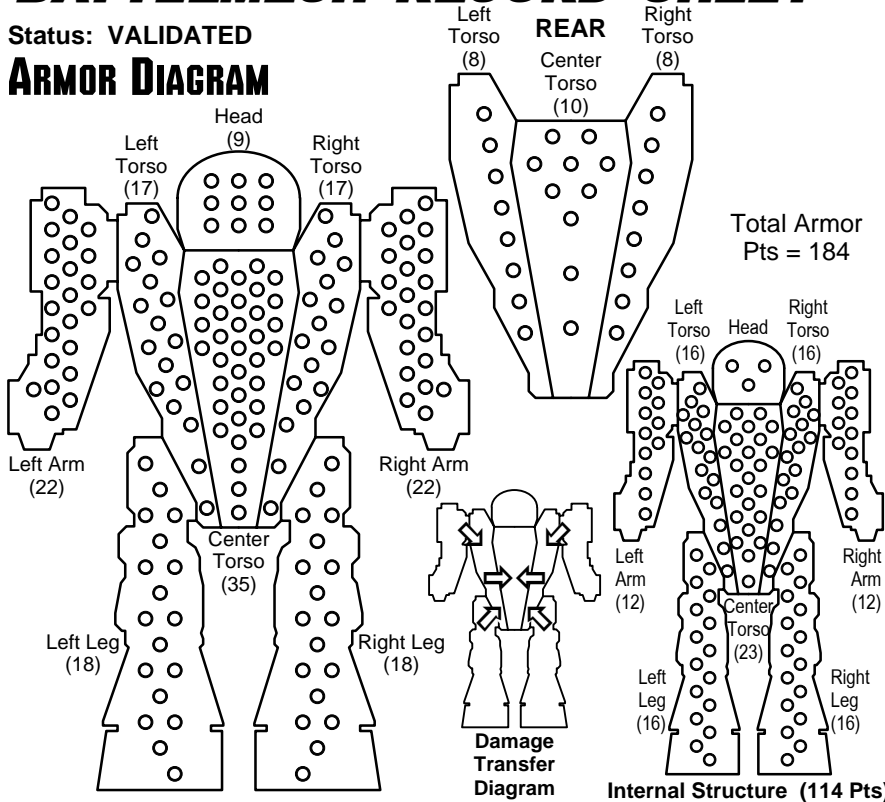 BATTLEMECH RECORD SHEET
Status: VALIDATED
ARMOR DIAGRAM
Left
Torso
(8)
REAR
Center
Torso
(10)
Right
Torso
(8)
Head
(9)
Left
Torso
(17)
Right
Torso
(17)
Total Armor
Pts = 184
Left Arm
(22)
Right Arm
(22)
Center
Torso
(35)
Left Leg
(18)
Right Leg
(18)
Left
Torso
(16)
Head
Right
Torso
(16)
Left
Arm
(12)
Right
Arm
(12)
Center
Torso
(23)
Left
Leg
(16)
Right
Leg
(16)
Damage
Transfer
Diagram
Internal Structure (114 Pts)